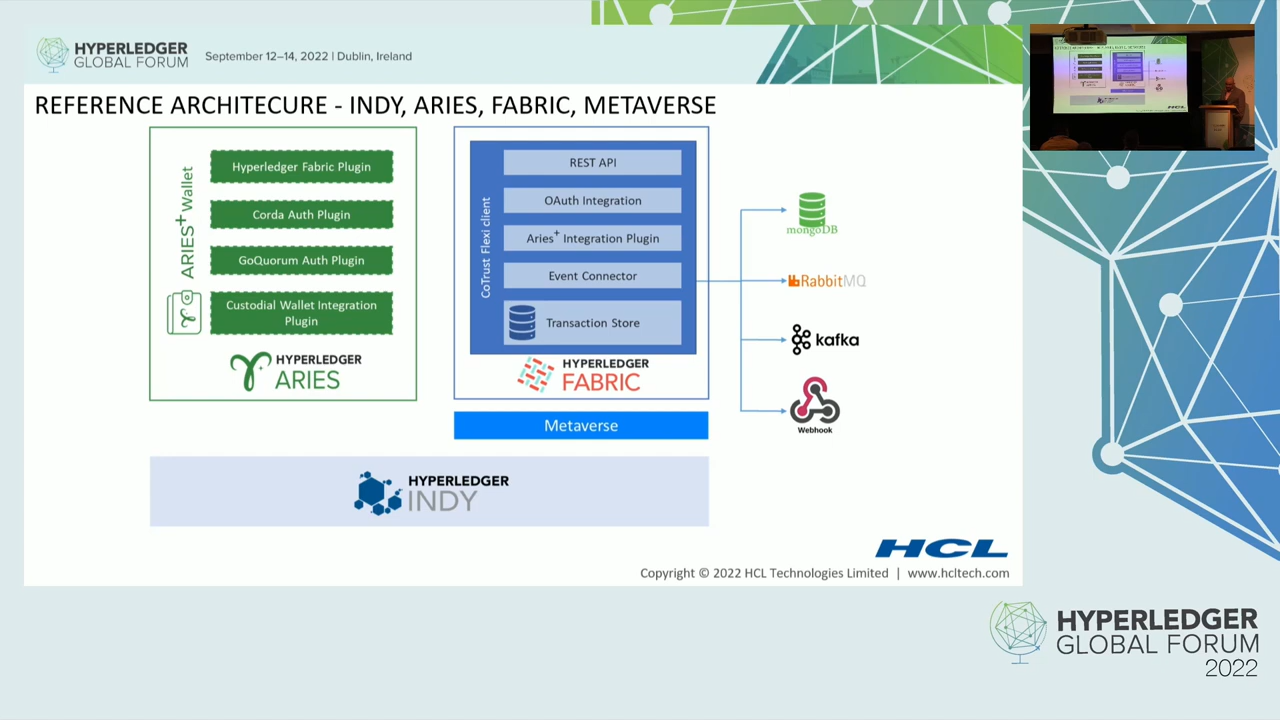 HYPERLEDGER
GLOBAL FORUM
September 12–14, 2022 | Dublin, Ireland
REFERENCE ARCHITECURE - INDY, ARIES, FABRIC, METAVERSE
ARIES+ Wallet
Hyperledger Fabric Plugin
Corda Auth Plugin
GoQuorum Auth Plugin
Custodial Wallet Integration
Plugin
HYPERLEDGER
ARIES
CoTrust Flexi client
REST API
OAuth Integration
Aries+ Integration Plugin
Event Connector
Transaction Store
HYPERLEDGER
FABRIC
Metaverse
mongoDB
RabbitMQ
kafka
Webhook
HYPERLEDGER
INDY
HCL
Copyright © 2022 HCL Technologies Limited | www.hcltech.com
HYPERLEDGER
GLOBAL FORUM
2022